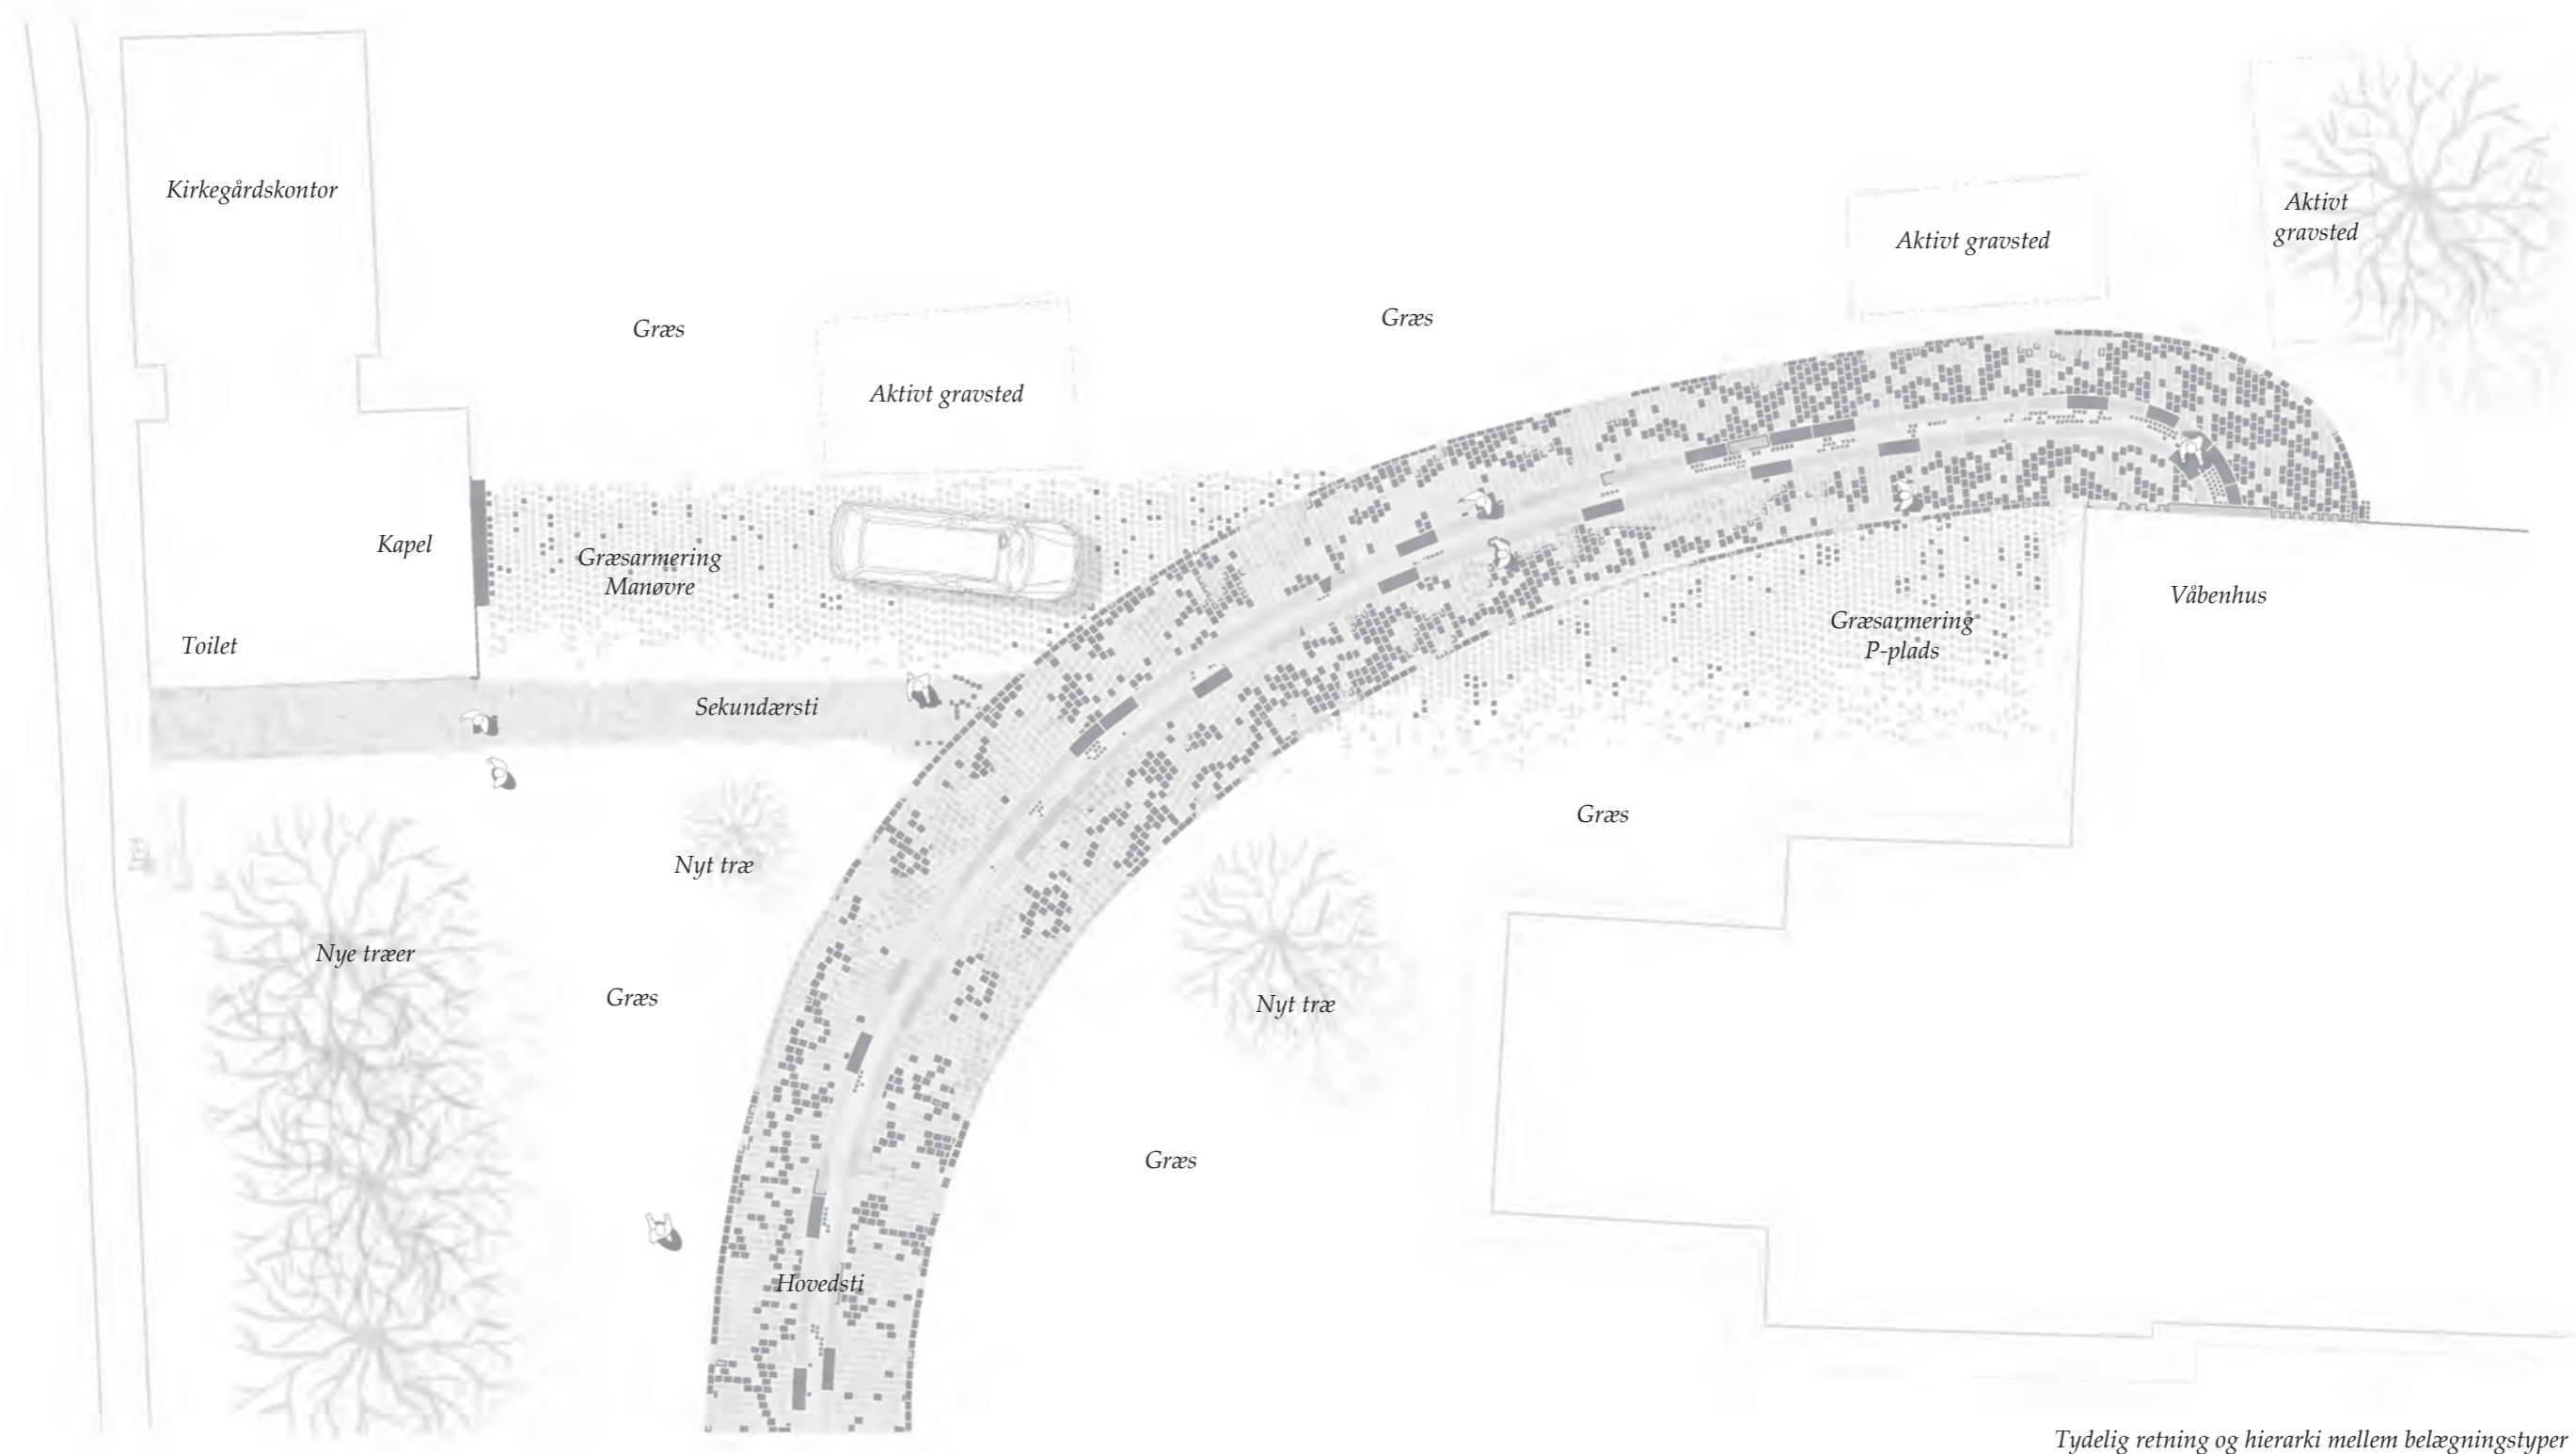 Kirkegårdskontor
Aktivt
gravsted
Aktivt gravsted
Græs
Græs
Aktivt gravsted
Kapel
Græsarmering
Manøvre
Våbenhus
Græsarmering
P-plads
Toilet
Sekundærsti
Græs
Nyt træ
Nye træer
Græs
Nyt træ
Græs
Hovedsti
Tydelig retning og hierarki mellem belægningstyper